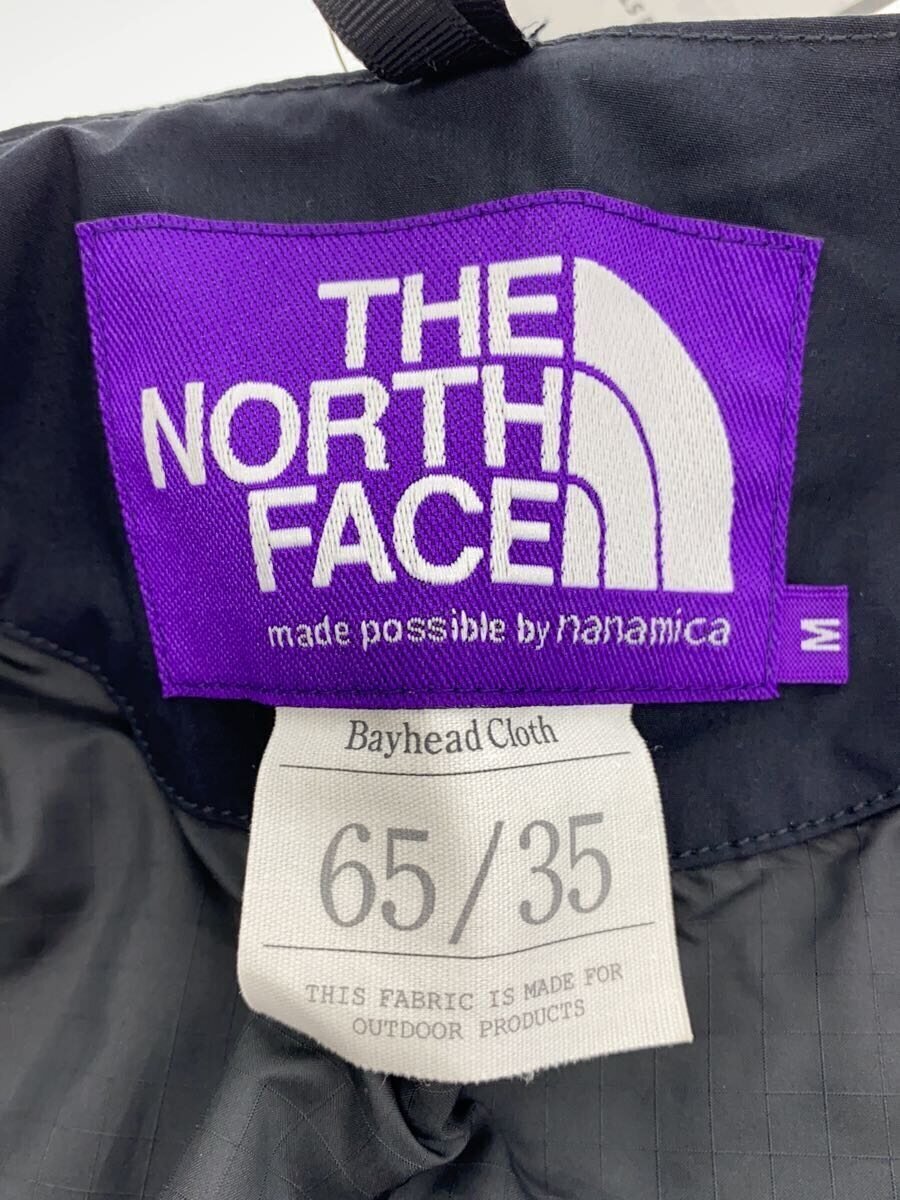 THE
NORTH
FACE
made possible by nanamica
M
Bayhead Cloth
65/35
THIS FABRIC IS MADE FOR
OUTDOOR PRODUCTS